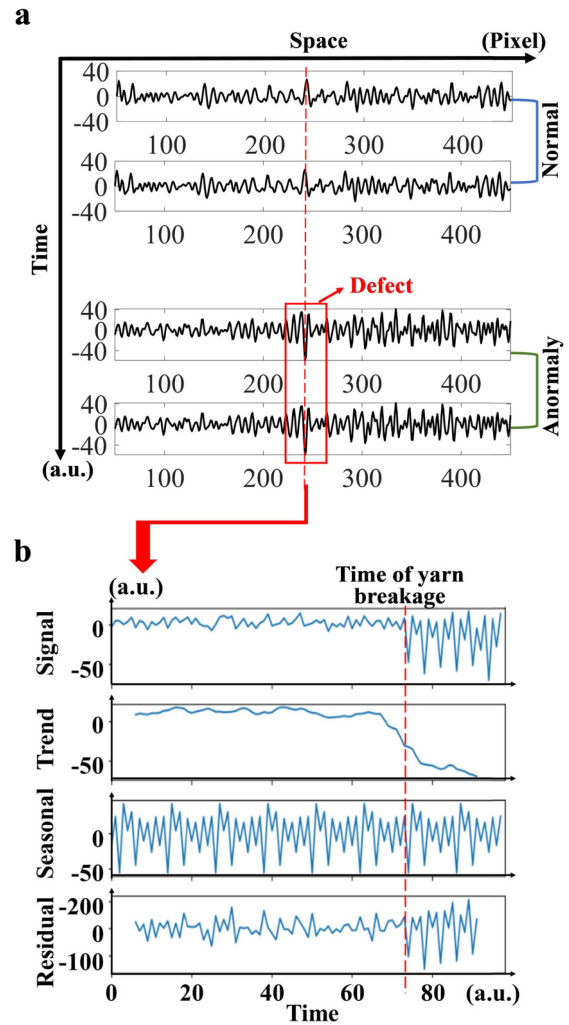 a
Space (Pixel)
40
0
-40
100 200 300 400
40
0
-40
100 200 300 400
Normal
Time
Defect
40
0
-40
100 200 300 400
40
0
-40
100 200 300 400
Anormaly
(a.u.)
b
(a.u.)
Time of yarn
breakage
Signal
0
-50
Trend
0
-50
Seasonal
0
-50
Residual
-200
0
-100
0 20 40 60 80 (a.u.)
Time